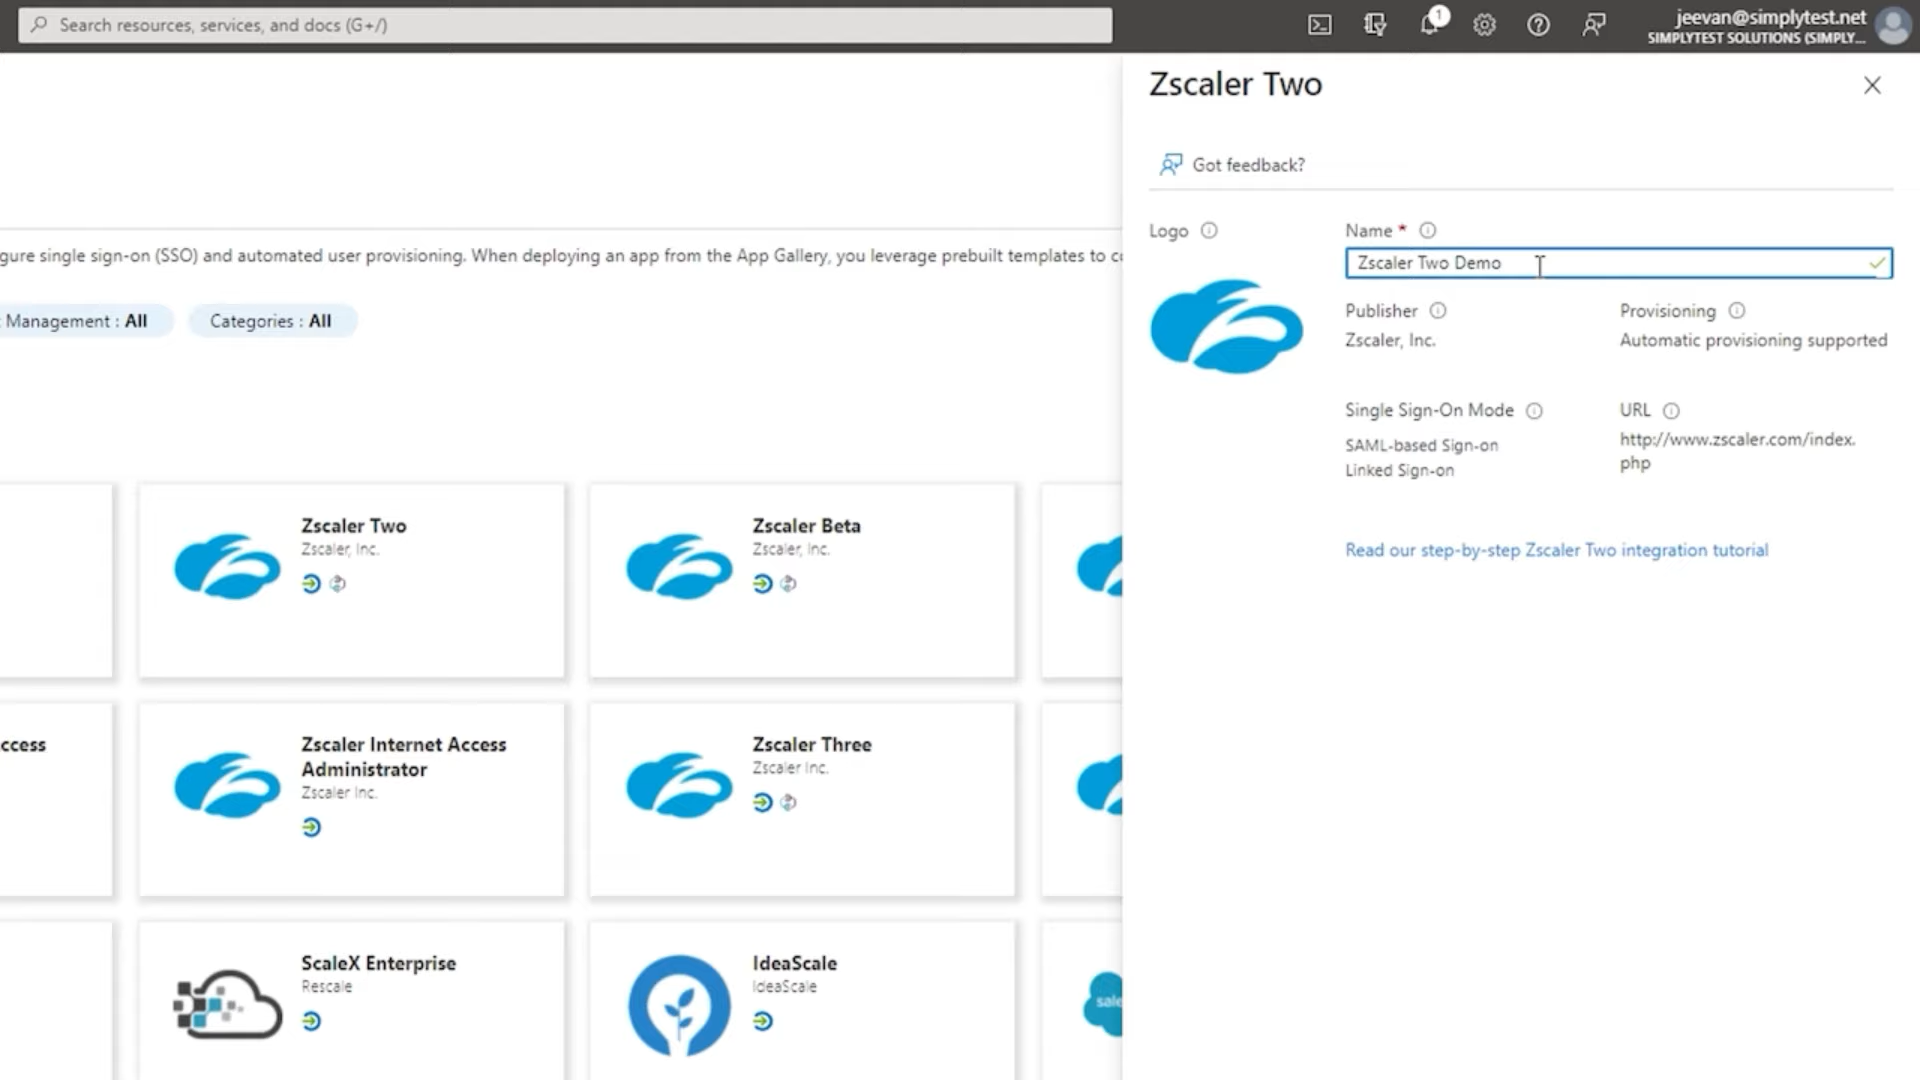 Search resources, services, and docs (G+/)
1
jeevan@simplytest.net
SIMPLYTEST SOLUTIONS (SIMPLY...
Zscaler Two
Got feedback?
Logo
Name *
Zscaler Two Demo
Publisher
Zscaler, Inc.
Provisioning
Automatic provisioning supported
Single Sign-On Mode
SAML-based Sign-on
Linked Sign-on
URL
http://www.zscaler.com/index.
php
Read our step-by-step Zscaler Two integration tutorial
gure single sign-on (SSO) and automated user provisioning. When deploying an app from the App Gallery, you leverage prebuilt templates to c
Management : All
Categories : All
Zscaler Two
Zscaler, Inc.
Zscaler Beta
Zscaler, Inc.
ccess
Zscaler Internet Access
Administrator
Zscaler Inc.
Zscaler Three
Zscaler Inc.
ScaleX Enterprise
Rescale
IdeaScale
IdeaScale
sale